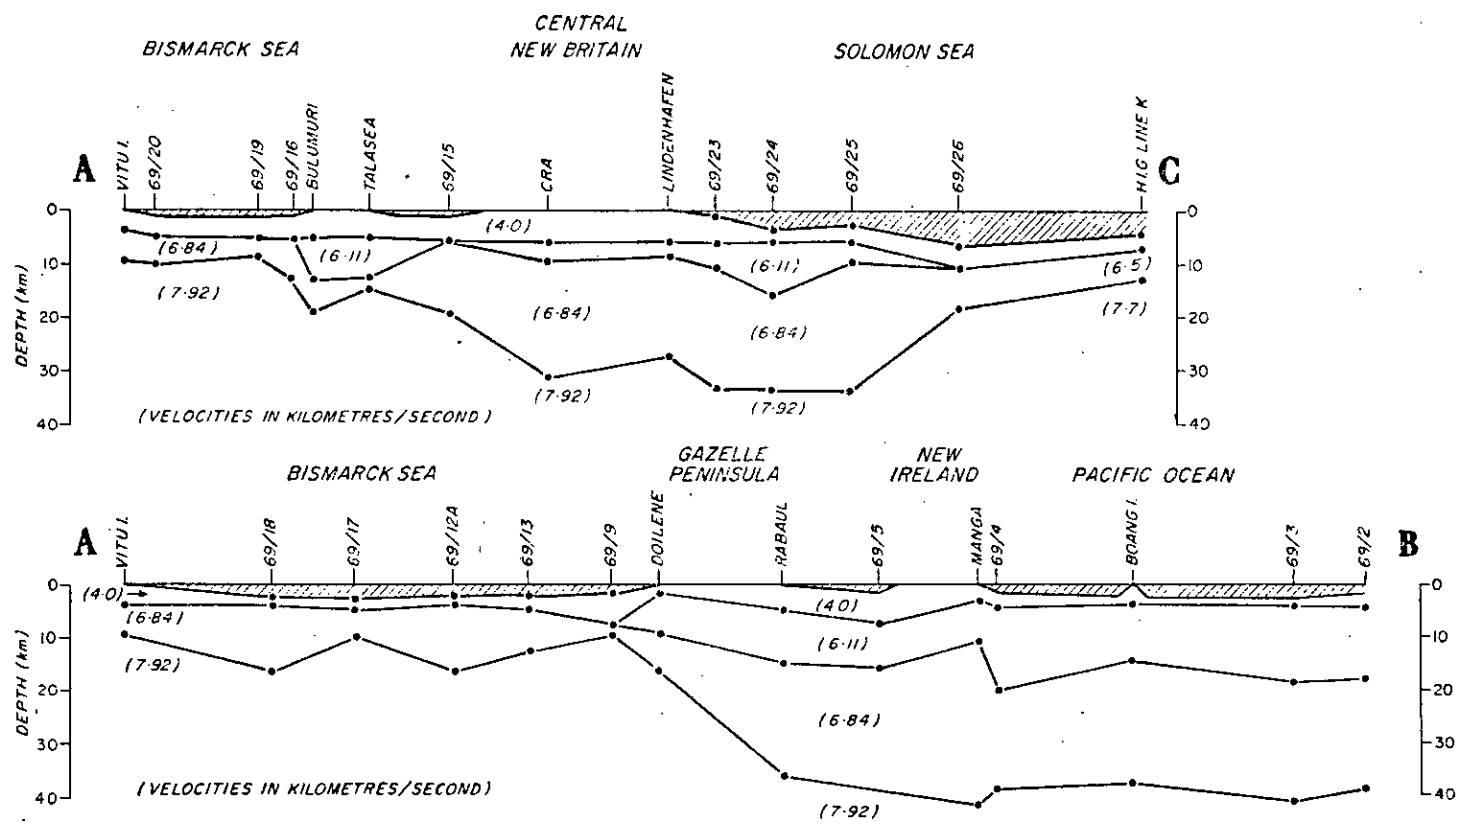 CENTRAL
BISMARCK SEA NEW BRITAIN SOLOMON SEA
VITU I. 69/20 69/19 69/16 BULUMURI TALASEA 69/15 CRA LINDENHAFEN 69/23 69/24 69/25 69/26 H.I.G LINE K
A C
0 (4·0) 0
(6·84) (6·11) (6·11) (6·5)
10 10
(7·92) (6·84) (6·84) (7·7)
20 20
30 30
(7·92) (7·92)
40 40
DEPTH (km)
(VELOCITIES IN KILOMETRES/SECOND)
GAZELLE NEW
BISMARCK SEA PENINSULA IRELAND PACIFIC OCEAN
VITU I. 69/18 69/17 69/12A 69/13 69/9 DOILENE RABAUL 69/5 MANGA 69/4 BOANG I. 69/3 69/2
A B
0 0
(4·0) (4·0)
(6·84) (6·11)
10 10
(7·92)
20 20
(6·84)
30 30
40 40
(7·92)
DEPTH (km)
(VELOCITIES IN KILOMETRES/SECOND)